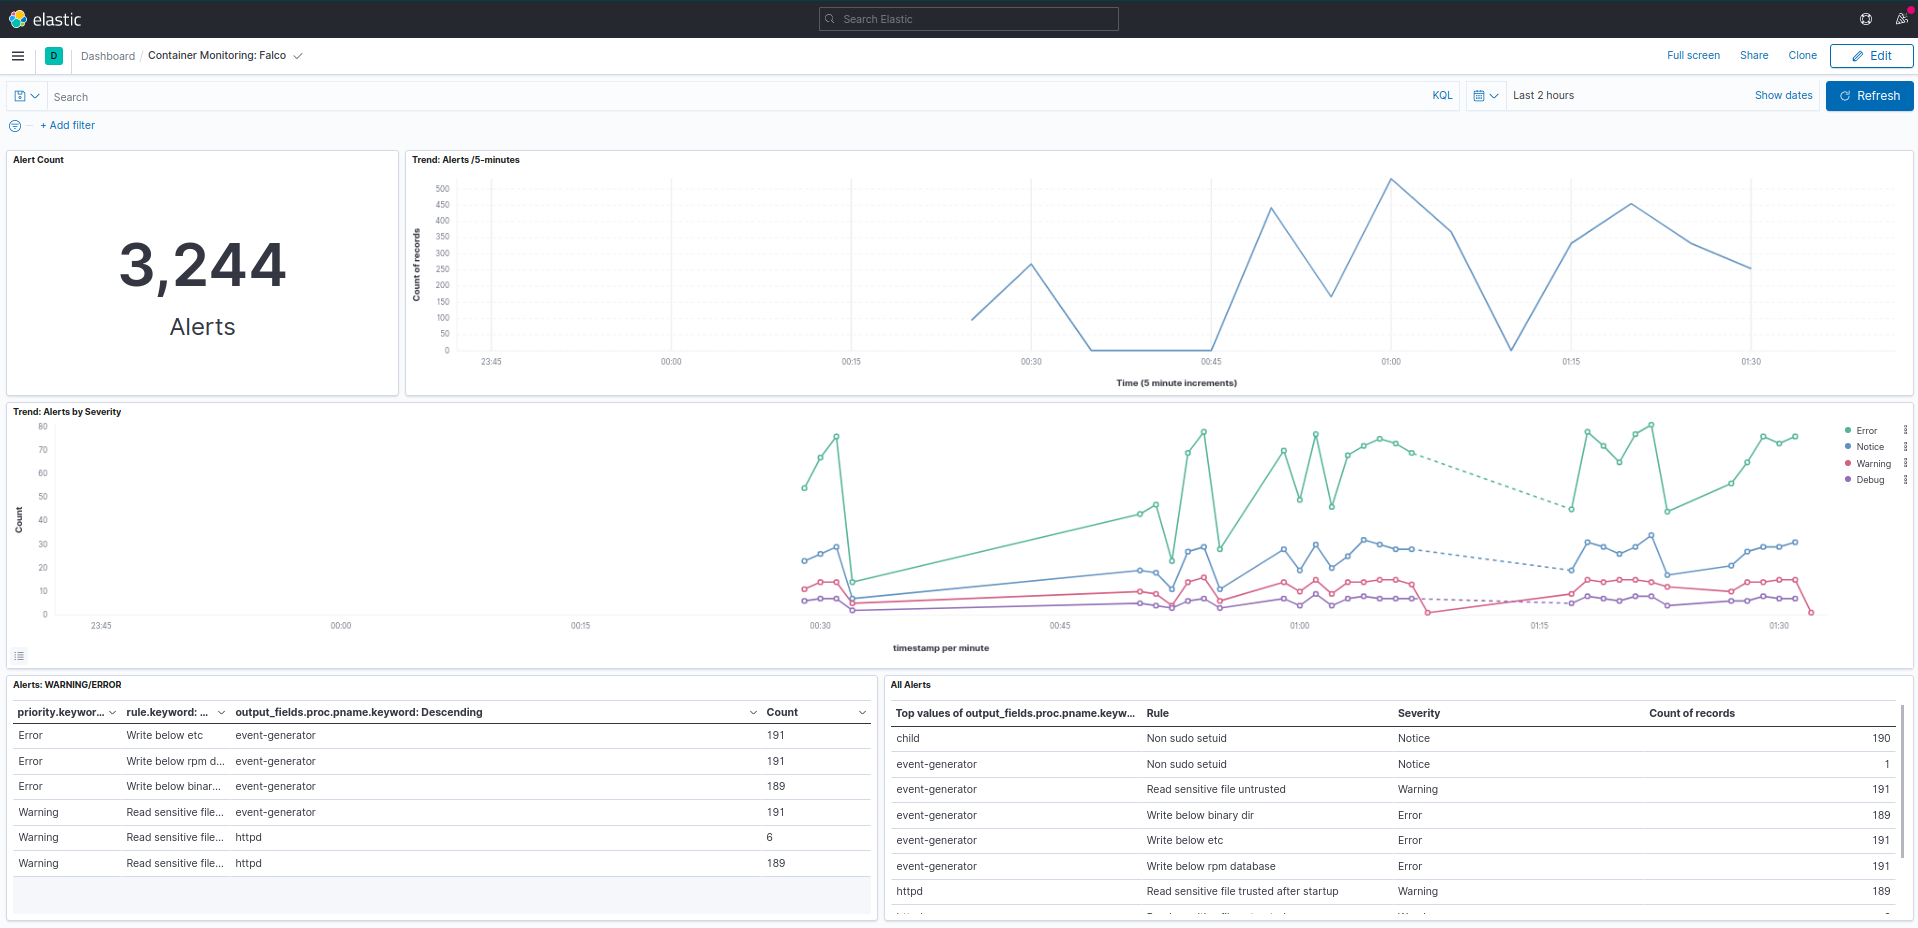 elastic
Search Elastic
D Dashboard / Container Monitoring: Falco
Full screen Share Clone Edit
Search KQL Last 2 hours Show dates Refresh
+ Add filter
Alert Count
3,244
Alerts
Trend: Alerts /5-minutes
Count of records
500
450
400
350
300
250
200
150
100
50
0
23:45 00:00 00:15 00:30 00:45 01:00 01:15 01:30
Time (5 minute increments)
Trend: Alerts by Severity
Count
80
70
60
50
40
30
20
10
0
23:45 00:00 00:15 00:30 00:45 01:00 01:15 01:30
timestamp per minute
Error
Notice
Warning
Debug
Alerts: WARNING/ERROR
priority.keywor... rule.keyword: ... output_fields.proc.pname.keyword: Descending Count
Error Write below etc event-generator 191
Error Write below rpm d... event-generator 191
Error Write below binar... event-generator 189
Warning Read sensitive file... event-generator 191
Warning Read sensitive file... httpd 6
Warning Read sensitive file... httpd 189
All Alerts
Top values of output_fields.proc.pname.keyw... Rule Severity Count of records
child Non sudo setuid Notice 190
event-generator Non sudo setuid Notice 1
event-generator Read sensitive file untrusted Warning 191
event-generator Write below binary dir Error 189
event-generator Write below etc Error 191
event-generator Write below rpm database Error 191
httpd Read sensitive file trusted after startup Warning 189